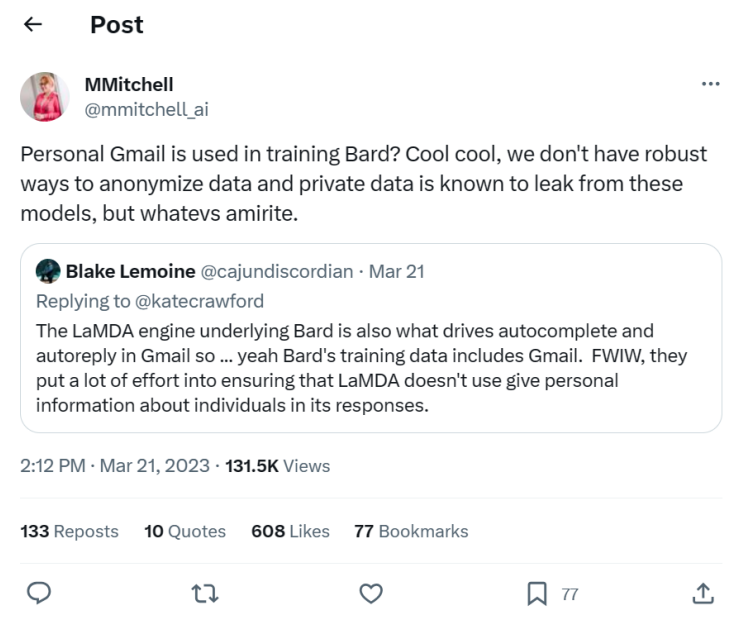 Post
MMitchell
@mmitchell_ai
Personal Gmail is used in training Bard? Cool cool, we don't have robust
ways to anonymize data and private data is known to leak from these
models, but whatevs amirite.
Blake Lemoine @cajundiscordian · Mar 21
Replying to @katecrawford
The LaMDA engine underlying Bard is also what drives autocomplete and
autoreply in Gmail so ... yeah Bard's training data includes Gmail.  FWIW, they
put a lot of effort into ensuring that LaMDA doesn't use give personal
information about individuals in its responses.
2:12 PM · Mar 21, 2023 · 131.5K Views
133 Reposts 10 Quotes 608 Likes 77 Bookmarks
77